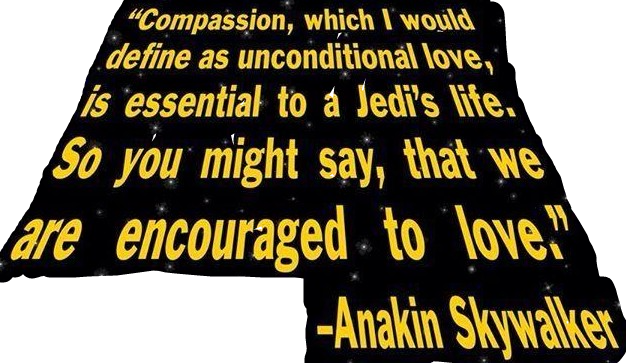 “Compassion, which I would
define as unconditional love,
is essential to a Jedi’s life.
So you might say, that we
are encouraged to love.”
–Anakin Skywalker